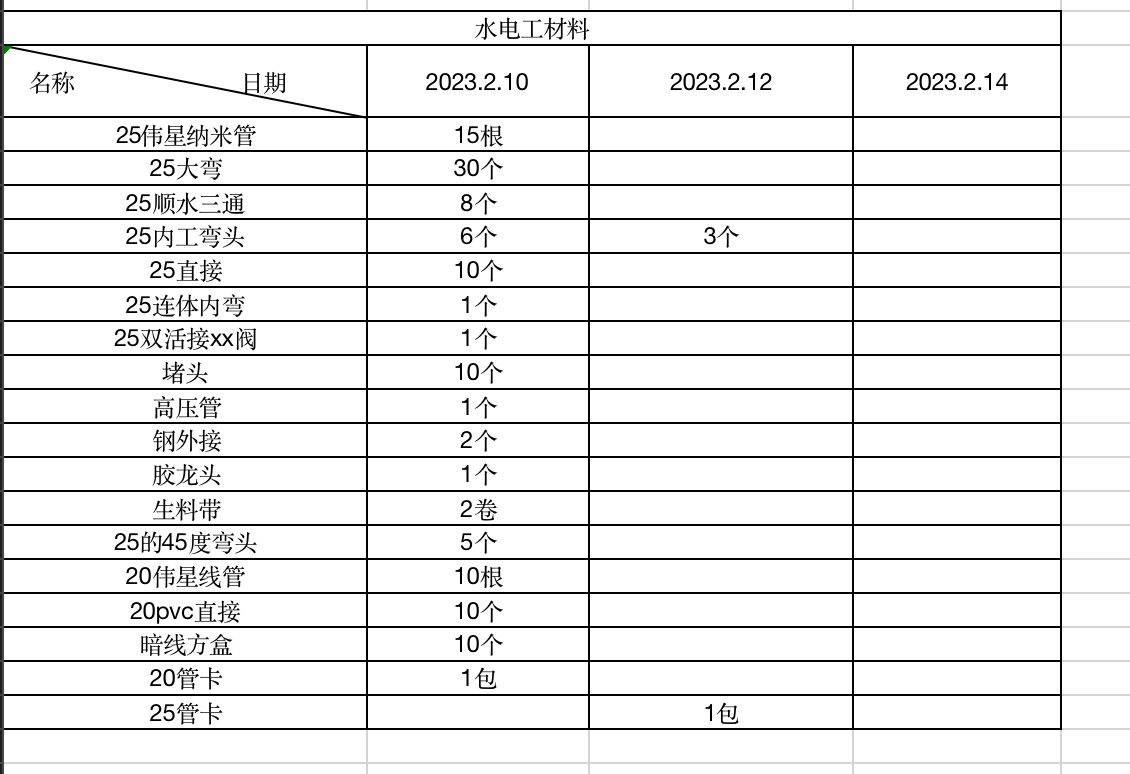 水电工材料
名称 日期 2023.2.10 2023.2.12 2023.2.14
25伟星纳米管 15根
25大弯 30个
25顺水三通 8个
25内工弯头 6个 3个
25直接 10个
25连体内弯 1个
25双活接xx阀 1个
堵头 10个
高压管 1个
钢外接 2个
胶龙头 1个
生料带 2卷
25的45度弯头 5个
20伟星线管 10根
20pvc直接 10个
暗线方盒 10个
20管卡 1包
25管卡 1包